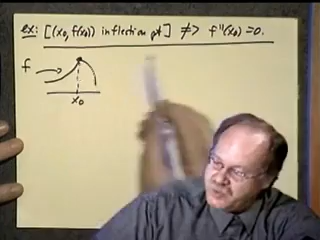 ex: [(x₀, f(x₀)) inflection pt] ⇏ f"(x₀) = 0.
f
x₀